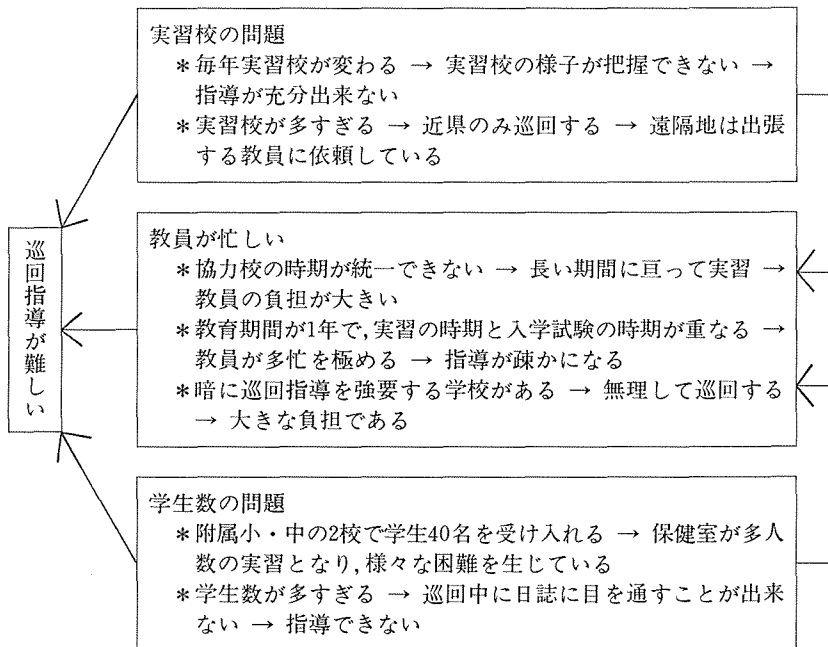 実習校の問題
＊毎年実習校が変わる → 実習校の様子が把握できない →
指導が充分出来ない
＊実習校が多すぎる → 近県のみ巡回する → 遠隔地は出張
する教員に依頼している
巡回指導が難しい
教員が忙しい
＊協力校の時期が統一できない → 長い期間に亘って実習 →
教員の負担が大きい
＊教育期間が1年で,実習の時期と入学試験の時期が重なる →
教員が多忙を極める → 指導が疎かになる
＊暗に巡回指導を強要する学校がある → 無理して巡回する
→ 大きな負担である
学生数の問題
＊附属小・中の2校で学生40名を受け入れる → 保健室が多人
数の実習となり,様々な困難を生じている
＊学生数が多すぎる → 巡回中に日誌に目を通すことが出来
ない → 指導できない